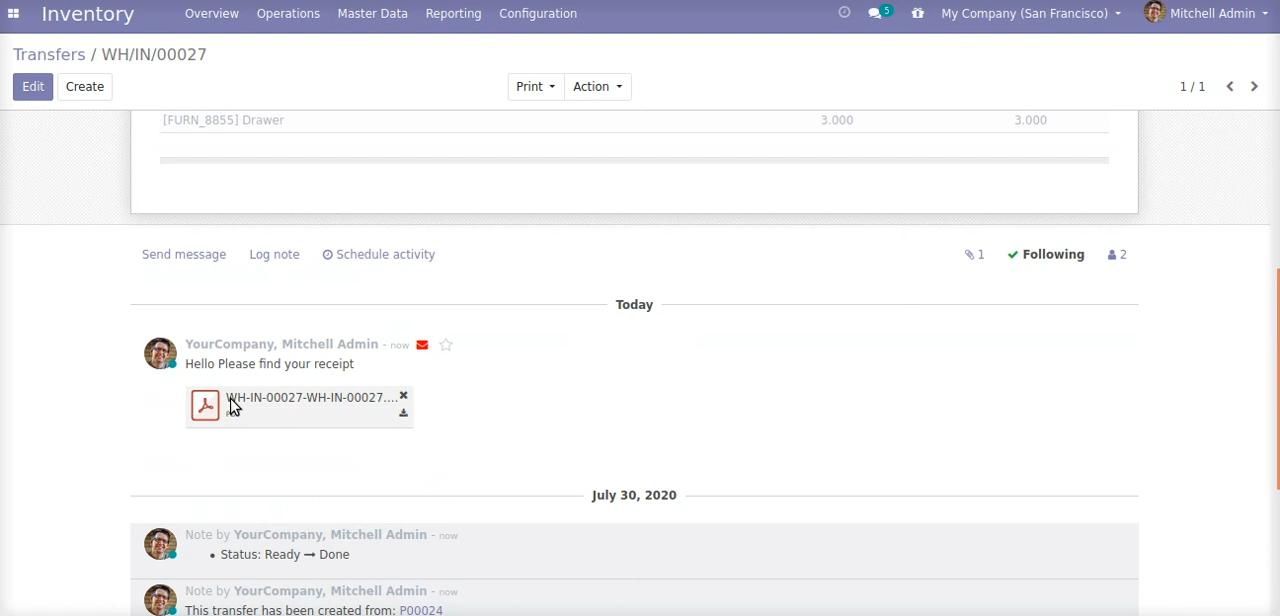 Inventory Overview Operations Master Data Reporting Configuration 5 My Company (San Francisco) Mitchell Admin
Transfers / WH/IN/00027
Edit Create Print Action 1 / 1
[FURN_8855] Drawer 3.000 3.000
Send message Log note Schedule activity 1 Following 2
Today
YourCompany, Mitchell Admin - now
Hello Please find your receipt
WH-IN-00027-WH-IN-00027....
July 30, 2020
Note by YourCompany, Mitchell Admin - now
• Status: Ready → Done
Note by YourCompany, Mitchell Admin - now
This transfer has been created from: P00024